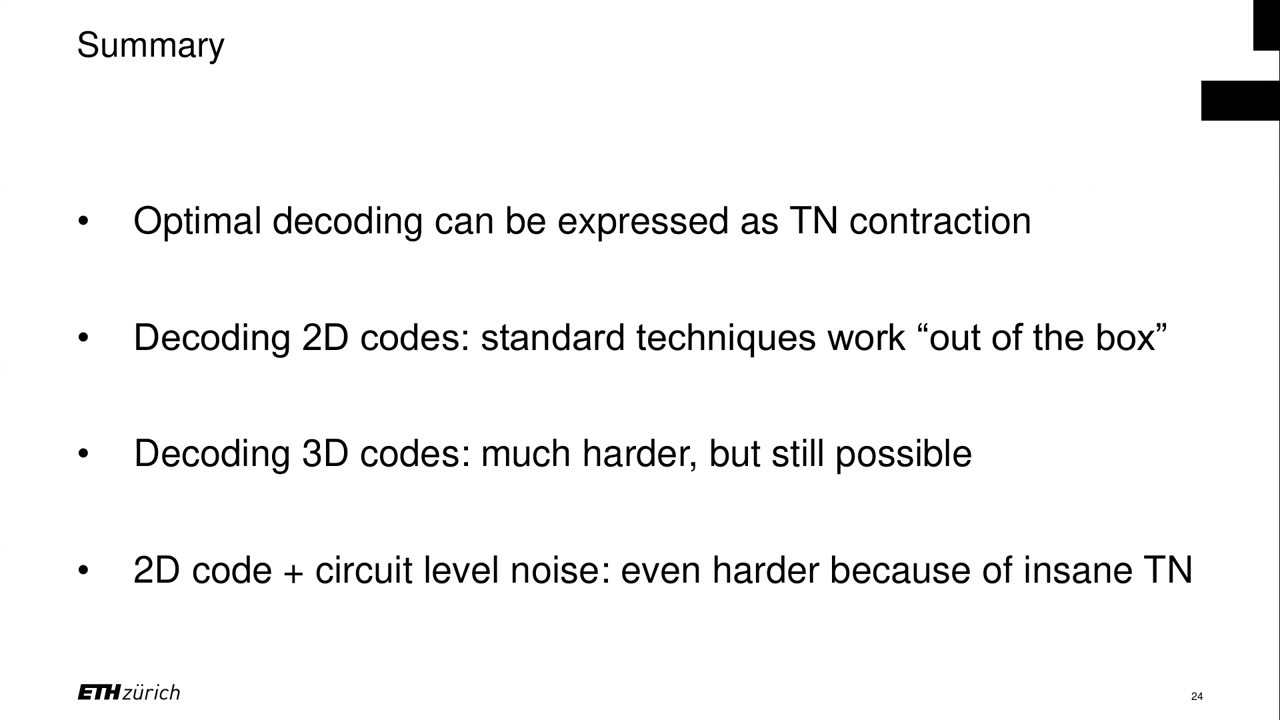 Summary
• Optimal decoding can be expressed as TN contraction
• Decoding 2D codes: standard techniques work “out of the box”
• Decoding 3D codes: much harder, but still possible
• 2D code + circuit level noise: even harder because of insane TN
ETH zürich
24